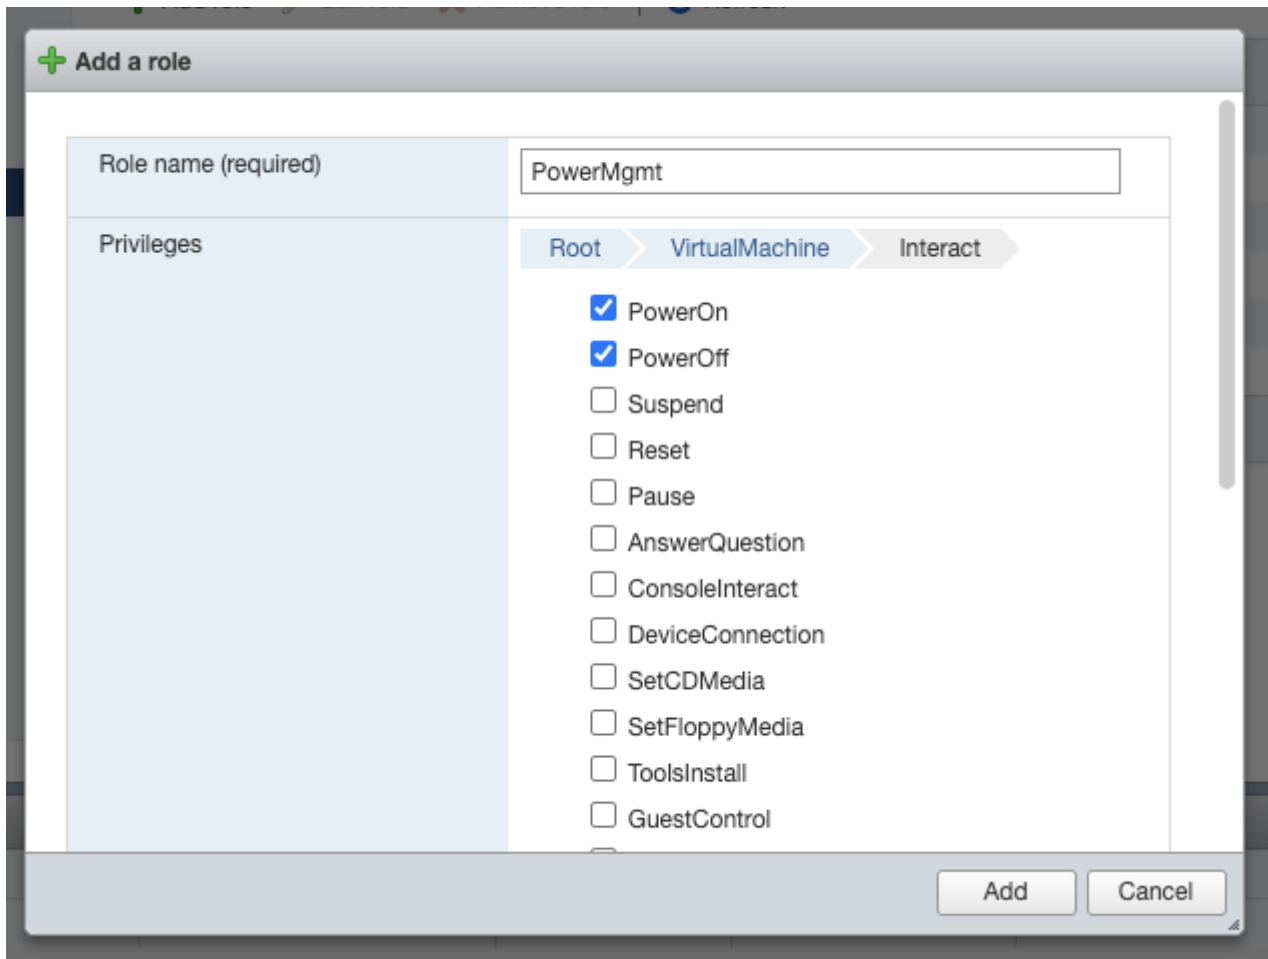 Add a role
Role name (required)
PowerMgmt
Privileges
Root VirtualMachine Interact
PowerOn
PowerOff
Suspend
Reset
Pause
AnswerQuestion
ConsoleInteract
DeviceConnection
SetCDMedia
SetFloppyMedia
ToolsInstall
GuestControl
Add Cancel